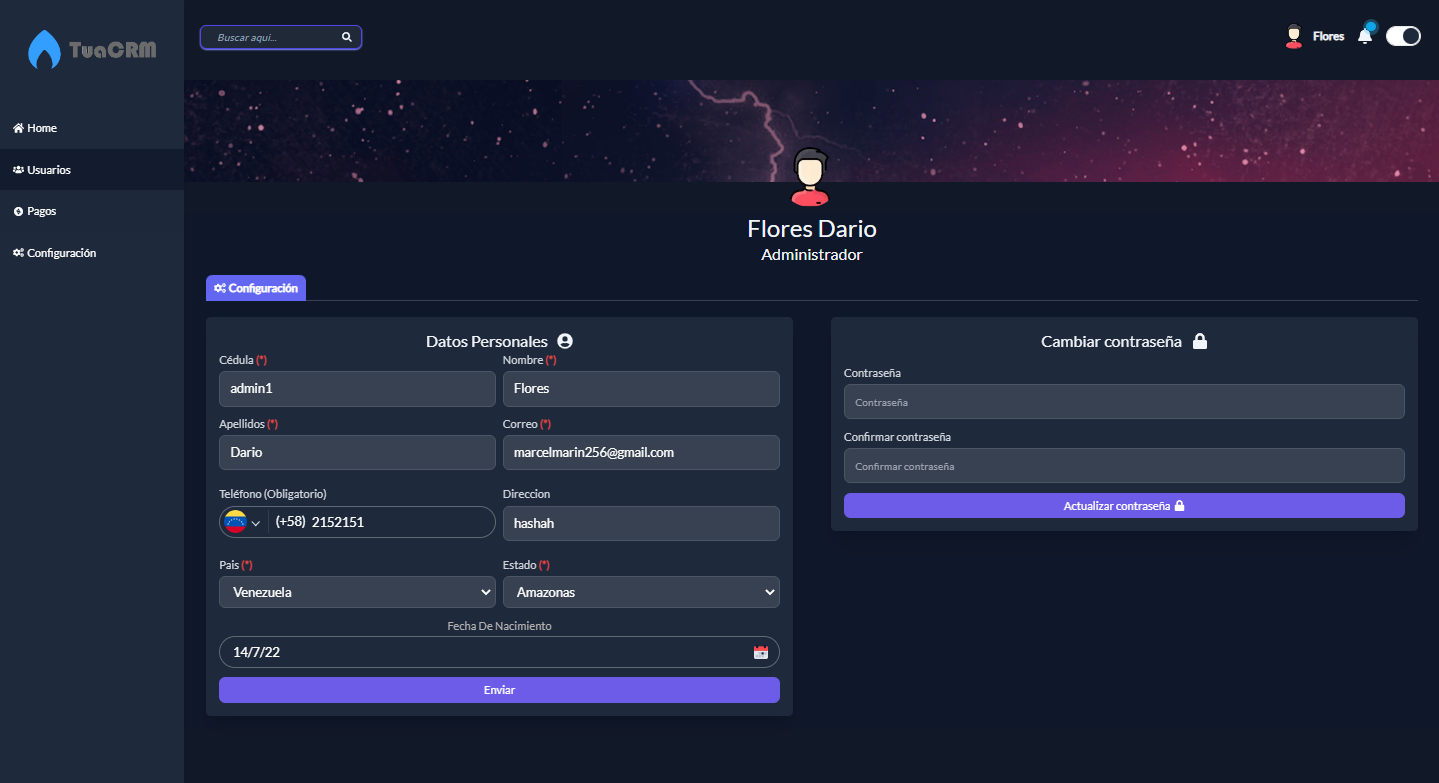 TuaCRM
Buscar aqui...
Flores
Home
Usuarios
Pagos
Configuración
Flores Dario
Administrador
Configuración
Datos Personales
Cédula (*)
Nombre (*)
admin1
Flores
Apellidos (*)
Correo (*)
Dario
marcelmarin256@gmail.com
Teléfono (Obligatorio)
Direccion
(+58) 2152151
hashah
Pais (*)
Estado (*)
Venezuela
Amazonas
Fecha De Nacimiento
14/7/22
Enviar
Cambiar contraseña
Contraseña
Contraseña
Confirmar contraseña
Confirmar contraseña
Actualizar contraseña